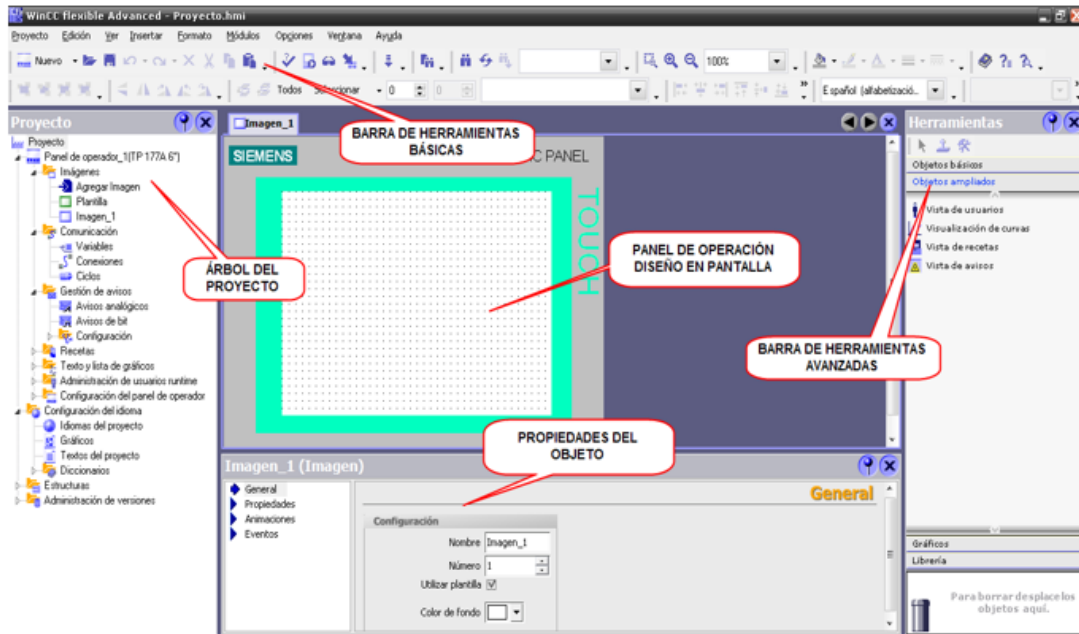 WinCC flexible Advanced - Proyecto.hmi
Proyecto Edición Ver Insertar Formato Módulos Opciones Ventana Ayuda
Nuevo 100%
Todos Seleccionar 0 0 Español (alfabetizació..
Proyecto
Proyecto
Panel de operador_1(TP 177A 6")
Imágenes
Agregar Imagen
Plantilla
Imagen_1
Comunicación
Variables
Conexiones
Ciclos
Gestión de avisos
Avisos analógicos
Avisos de bit
Configuración
Recetas
Texto y lista de gráficos
Administración de usuarios runtime
Configuración del panel de operador
Configuración del idioma
Idiomas del proyecto
Gráficos
Textos del proyecto
Diccionarios
Estructuras
Administración de versiones
ÁRBOL DEL
PROYECTO
Imagen_1
BARRA DE HERRAMIENTAS
BÁSICAS
SIEMENS
C PANEL
TOUCH
PANEL DE OPERACIÓN
DISEÑO EN PANTALLA
PROPIEDADES DEL
OBJETO
Imagen_1 (Imagen)
General
Propiedades
Animaciones
Eventos
General
Configuración
Nombre Imagen_1
Número 1
Utilizar plantilla
Color de fondo
Herramientas
Objetos básicos
Objetos ampliados
Vista de usuarios
Visualización de curvas
Vista de recetas
Vista de avisos
BARRA DE HERRAMIENTAS
AVANZADAS
Gráficos
Librería
Para borrar desplace los
objetos aquí.